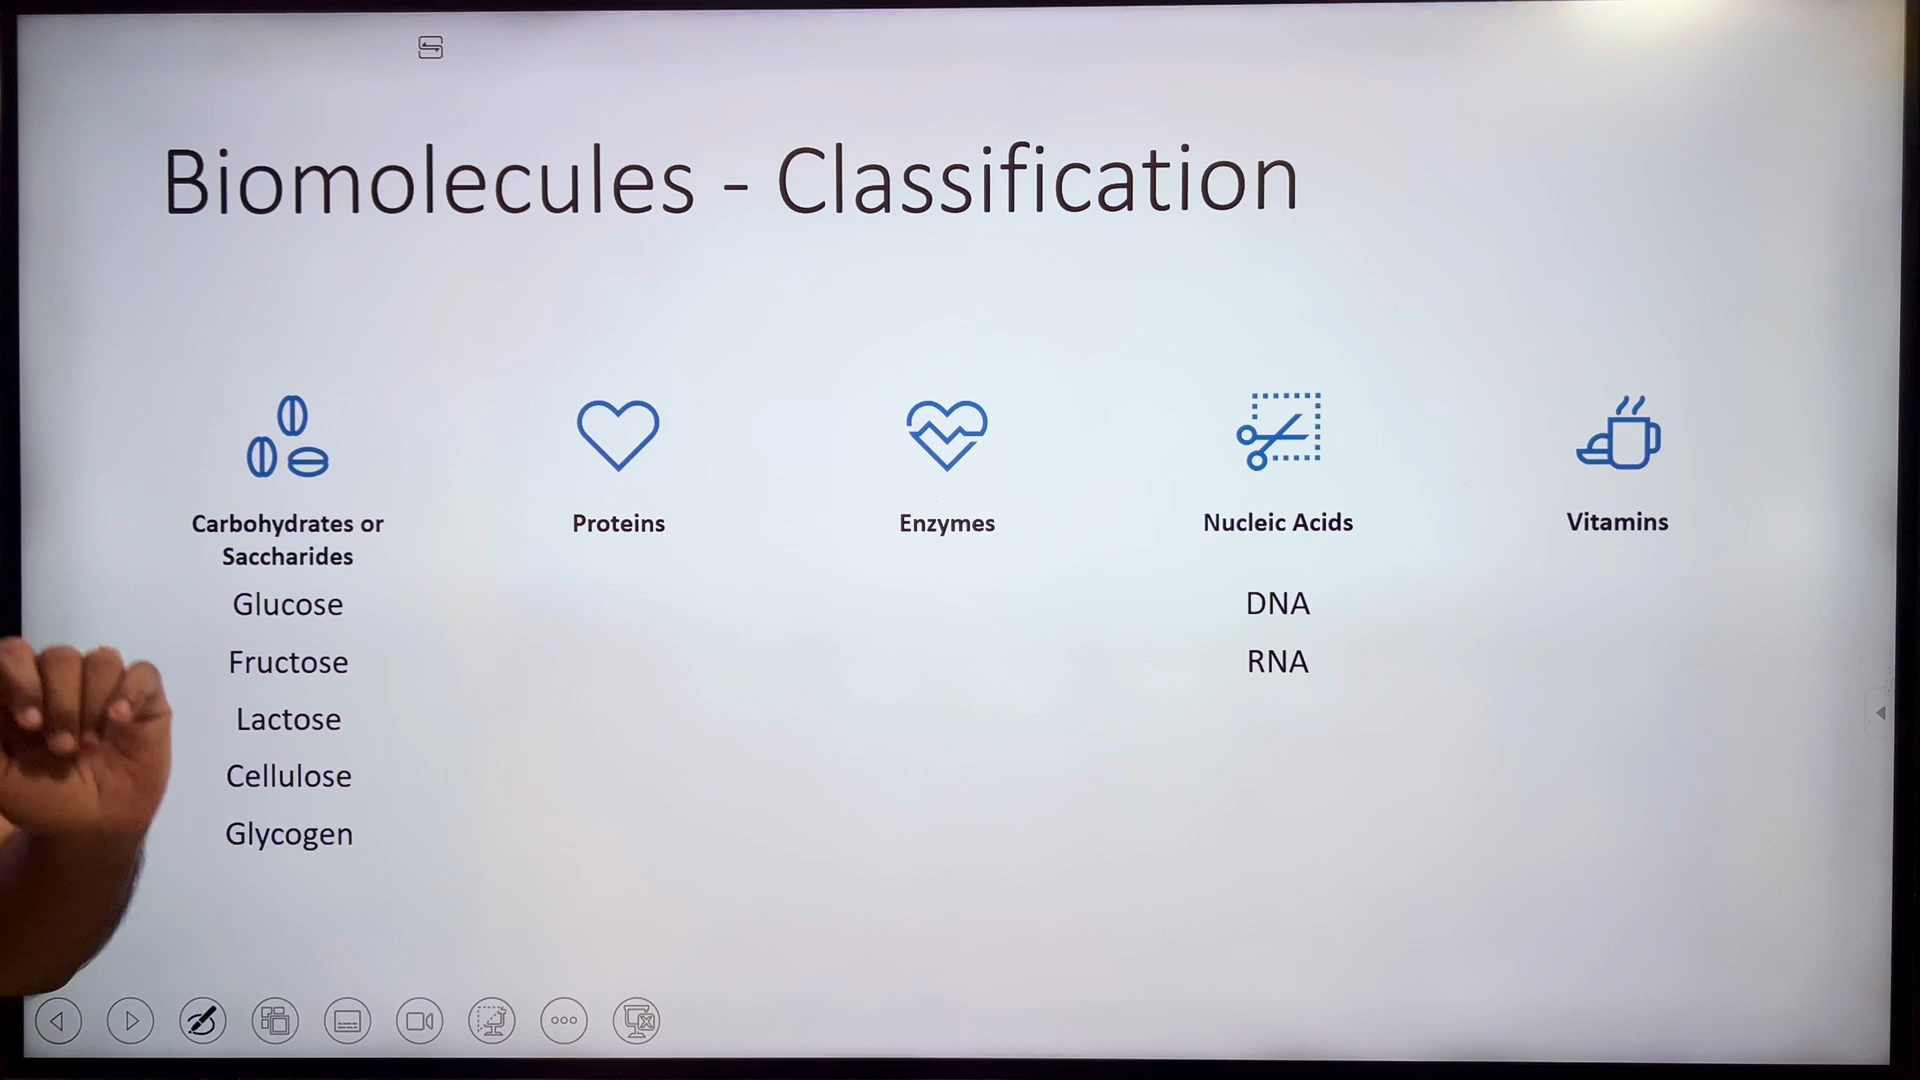 Biomolecules - Classification
Carbohydrates or
Saccharides
Glucose
Fructose
Lactose
Cellulose
Glycogen
Proteins
Enzymes
Nucleic Acids
DNA
RNA
Vitamins